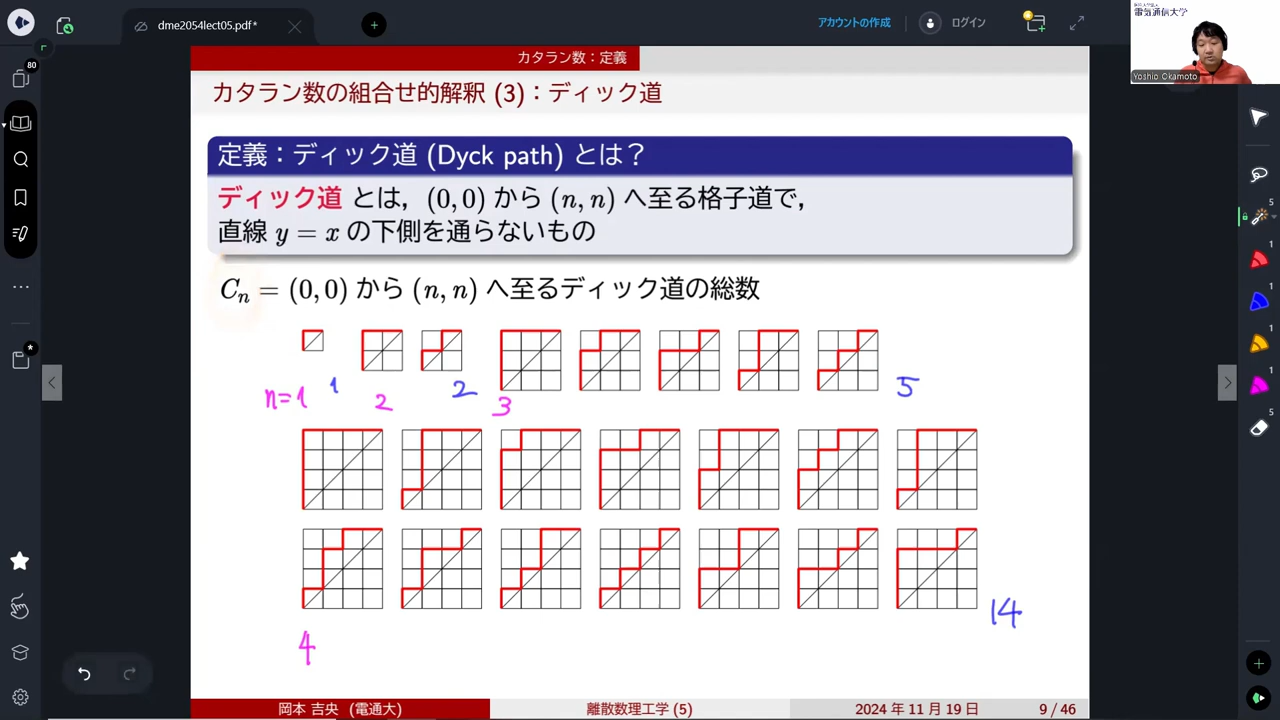 dme2054lect05.pdf*
アカウントの作成
ログイン
電気通信大学
Yoshio Okamoto
80
カタラン数：定義
カタラン数の組合せ的解釈 (3)：ディック道
定義：ディック道 (Dyck path) とは？
ディック道 とは，(0, 0) から (n, n) へ至る格子道で，
直線 y = x の下側を通らないもの
Cn = (0, 0) から (n, n) へ至るディック道の総数
n=1 1 2 2 3 5
14
4
5
1
1
1
1
5
岡本 吉央 (電通大)
離散数理工学 (5)
2024 年 11 月 19 日
9 / 46